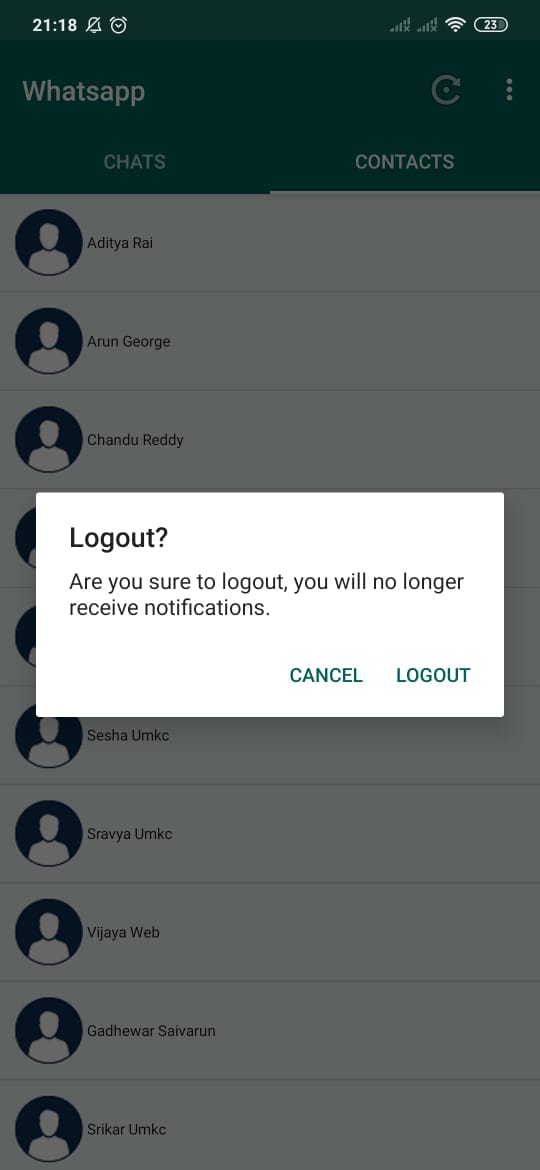 21:18 23
Whatsapp
CHATS CONTACTS
Aditya Rai
Arun George
Chandu Reddy
Logout?
Are you sure to logout, you will no longer
receive notifications.
CANCEL LOGOUT
Sesha Umkc
Sravya Umkc
Vijaya Web
Gadhewar Saivarun
Srikar Umkc